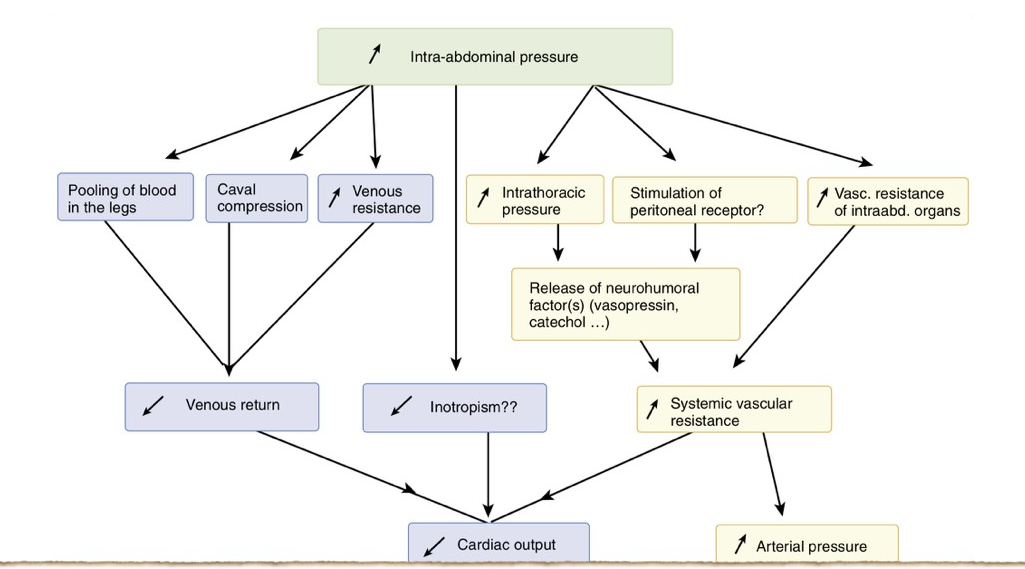 Intra-abdominal pressure
Pooling of blood
in the legs
Caval
compression
Venous
resistance
Intrathoracic
pressure
Stimulation of
peritoneal receptor?
Vasc. resistance
of intraabd. organs
Release of neurohumoral
factor(s) (vasopressin,
catechol ...)
Venous return
Inotropism??
Systemic vascular
resistance
Cardiac output
Arterial pressure